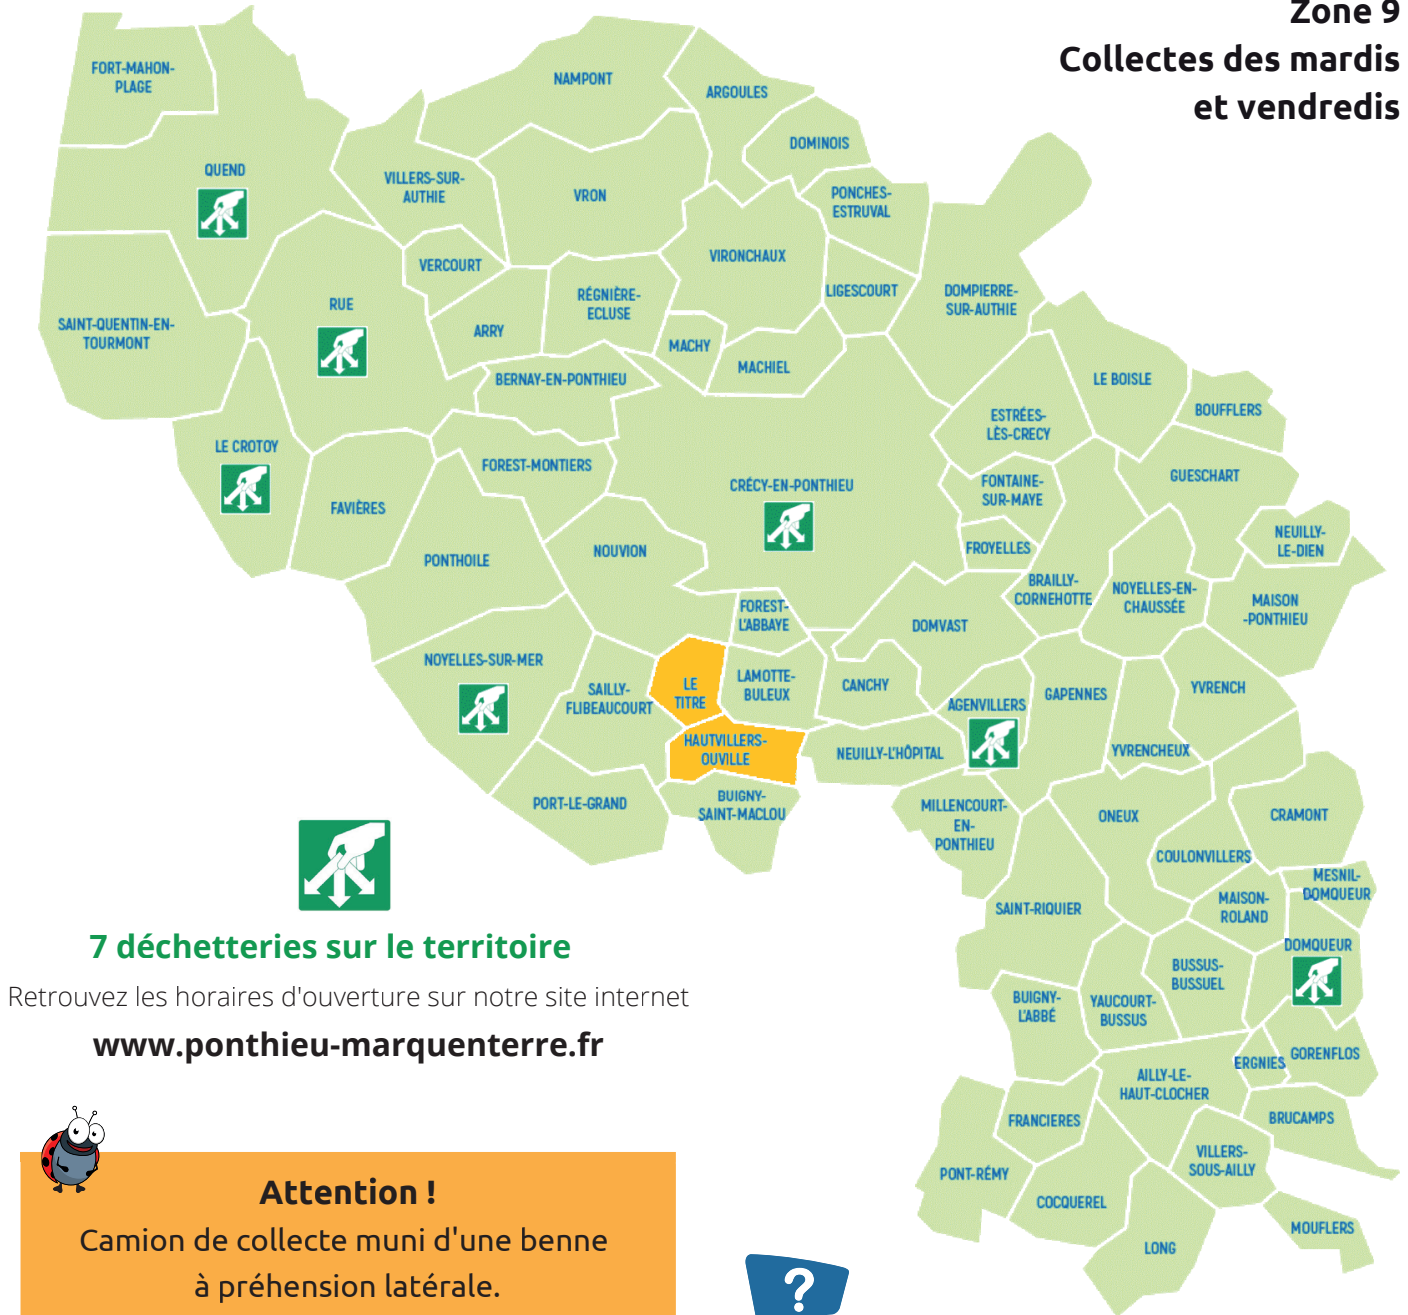 Zone 9
Collectes des mardis
et vendredis
FORT-MAHON-
PLAGE
NAMPONT
ARGOULES
DOMINOIS
QUEND
VILLERS-SUR-
AUTHIE
VRON
PONCHES-
ESTRUVAL
VERCOURT
VIRONCHAUX
LIGESCOURT
DOMPIERRE-
SUR-AUTHIE
RUE
RÉGNIÈRE-
ECLUSE
SAINT-QUENTIN-EN-
TOURMONT
ARRY
MACHY
MACHIEL
BERNAY-EN-PONTHIEU
LE BOISLE
BOUFFLERS
ESTRÉES-
LÈS-CRECY
LE CROTOY
FOREST-MONTIERS
CRÉCY-EN-PONTHIEU
FONTAINE-
SUR-MAYE
GUESCHART
FAVIÈRES
PONTHOILE
NOUVION
FROYELLES
NEUILLY-
LE-DIEN
BRAILLY-
CORNEHOTTE
NOYELLES-EN-
CHAUSSÉE
MAISON
-PONTHIEU
FOREST-
L'ABBAYE
DOMVAST
NOYELLES-SUR-MER
SAILLY-
FLIBEAUCOURT
LE
TITRE
LAMOTTE-
BULEUX
CANCHY
AGENVILLERS
GAPENNES
YVRENCH
HAUTVILLERS-
OUVILLE
NEUILLY-L'HÔPITAL
YVRENCHEUX
PORT-LE-GRAND
BUIGNY-
SAINT-MACLOU
MILLENCOURT-
EN-
PONTHIEU
ONEUX
CRAMONT
COULONVILLERS
MESNIL-
DOMQUEUR
MAISON-
ROLAND
SAINT-RIQUIER
DOMQUEUR
BUSSUS-
BUSSUEL
BUIGNY-
L'ABBÉ
YAUCOURT-
BUSSUS
ERGNIES
GORENFLOS
AILLY-LE-
HAUT-CLOCHER
FRANCIERES
BRUCAMPS
VILLERS-
SOUS-AILLY
PONT-RÉMY
COCQUEREL
MOUFLERS
LONG
7 déchetteries sur le territoire
Retrouvez les horaires d'ouverture sur notre site internet
www.ponthieu-marquenterre.fr
Attention !
Camion de collecte muni d'une benne
à préhension latérale.
?